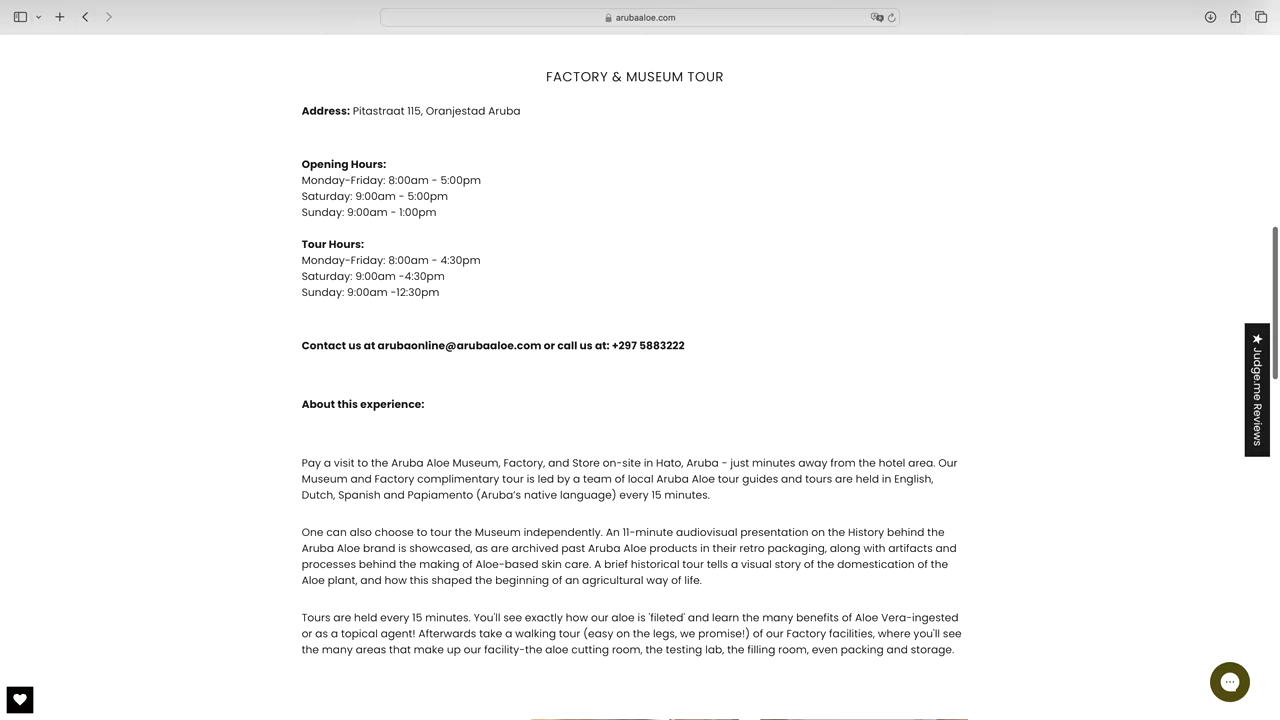 arubaaloe.com
FACTORY & MUSEUM TOUR
Address: Pitastraat 115, Oranjestad Aruba
Opening Hours:
Monday-Friday: 8:00am - 5:00pm
Saturday: 9:00am - 5:00pm
Sunday: 9:00am - 1:00pm
Tour Hours:
Monday-Friday: 8:00am - 4:30pm
Saturday: 9:00am -4:30pm
Sunday: 9:00am -12:30pm
Contact us at arubaonline@arubaaloe.com or call us at: +297 5883222
★ Judge.me Reviews
About this experience:
Pay a visit to the Aruba Aloe Museum, Factory, and Store on-site in Hato, Aruba - just minutes away from the hotel area. Our
Museum and Factory complimentary tour is led by a team of local Aruba Aloe tour guides and tours are held in English,
Dutch, Spanish and Papiamento (Aruba's native language) every 15 minutes.
One can also choose to tour the Museum independently. An 11-minute audiovisual presentation on the History behind the
Aruba Aloe brand is showcased, as are archived past Aruba Aloe products in their retro packaging, along with artifacts and
processes behind the making of Aloe-based skin care. A brief historical tour tells a visual story of the domestication of the
Aloe plant, and how this shaped the beginning of an agricultural way of life.
Tours are held every 15 minutes. You'll see exactly how our aloe is 'fileted' and learn the many benefits of Aloe Vera-ingested
or as a topical agent! Afterwards take a walking tour (easy on the legs, we promise!) of our Factory facilities, where you'll see
the many areas that make up our facility-the aloe cutting room, the testing lab, the filling room, even packing and storage.